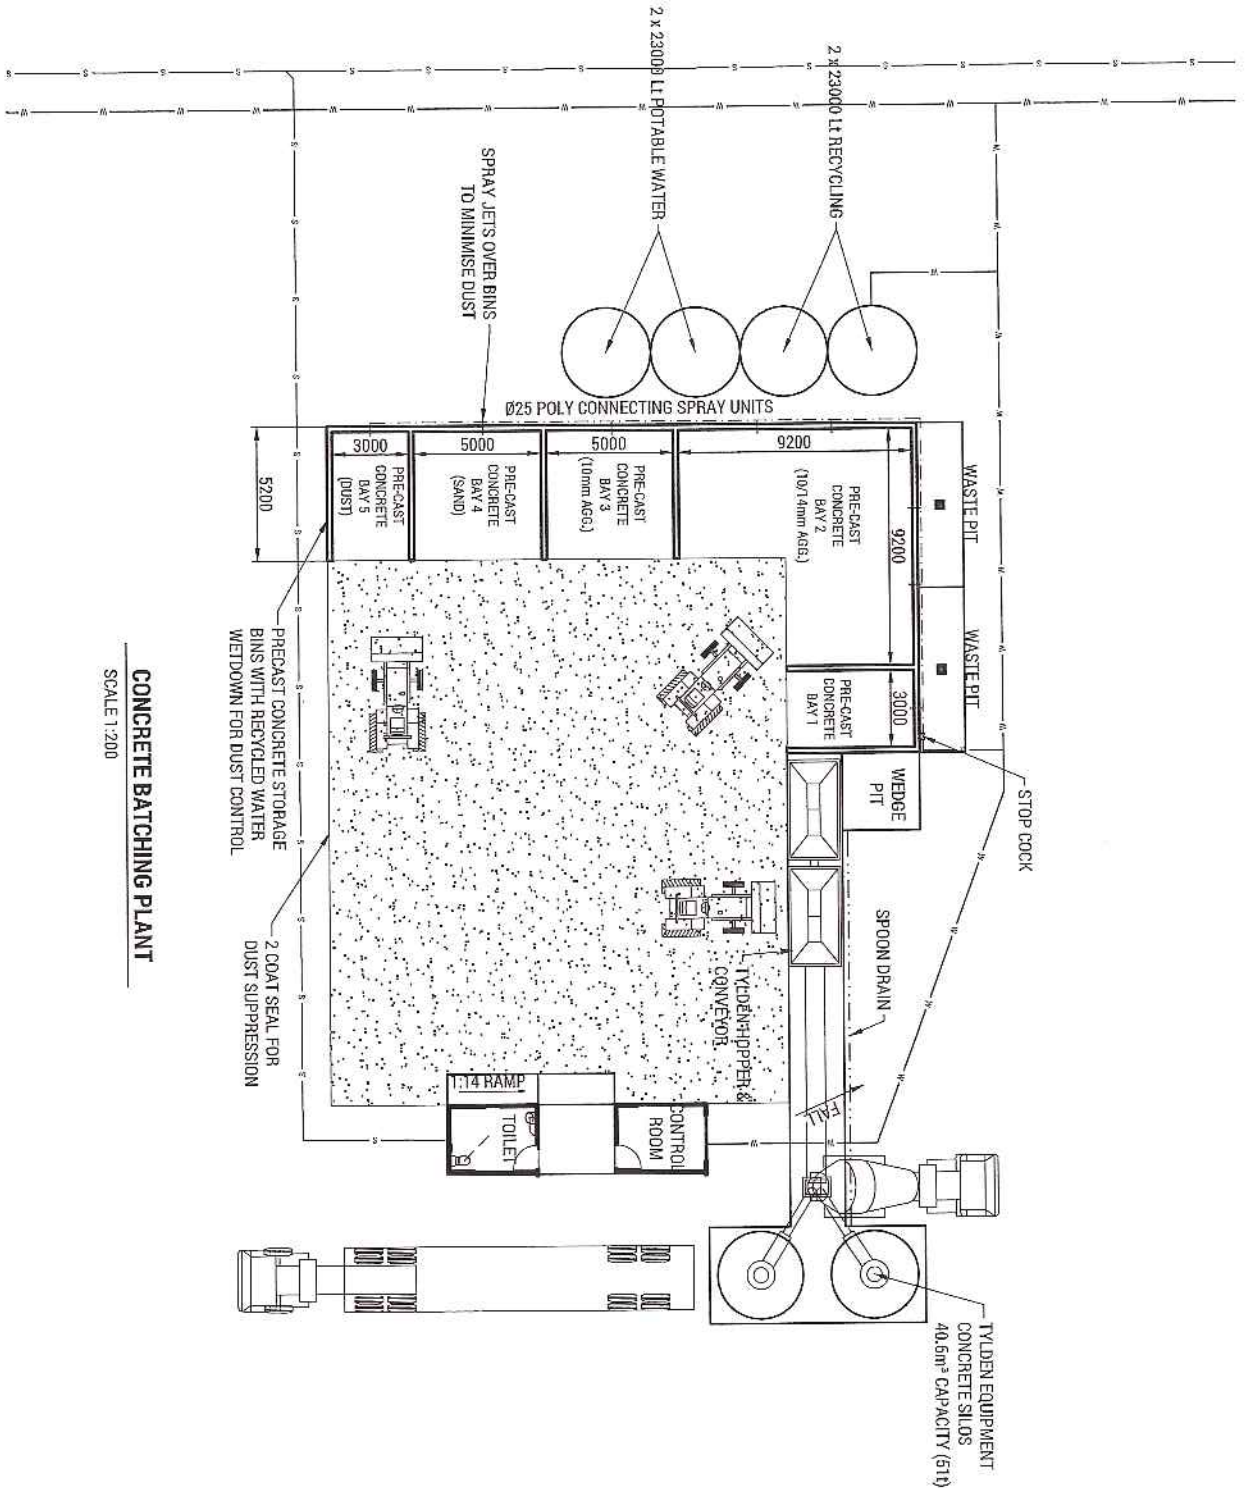 2 x 23000 Lt POTABLE WATER
2 x 23000 Lt RECYCLING
SPRAY JETS OVER BINS
TO MINIMISE DUST
Ø25 POLY CONNECTING SPRAY UNITS
3000
5000
5000
9200
5200
PRE-CAST
CONCRETE
BAY 5
(DUST)
PRE-CAST
CONCRETE
BAY 4
(SAND)
PRE-CAST
CONCRETE
BAY 3
(10mm AGG.)
PRE-CAST
CONCRETE
BAY 2
(10/14mm AGG.)
9200
PRE-CAST
CONCRETE
BAY 1
3000
WASTE PIT
WASTE PIT
WEDGE
PIT
STOP COCK
SPOON DRAIN
FALL
TYLDEN HOPPER &
CONVEYOR
PRECAST CONCRETE STORAGE
BINS WITH RECYCLED WATER
WETDOWN FOR DUST CONTROL
2 COAT SEAL FOR
DUST SUPPRESSION
1:14 RAMP
TOILET
CONTROL
ROOM
TYLDEN EQUIPMENT
CONCRETE SILOS
40.6m³ CAPACITY (51t)
CONCRETE BATCHING PLANT
SCALE 1:200